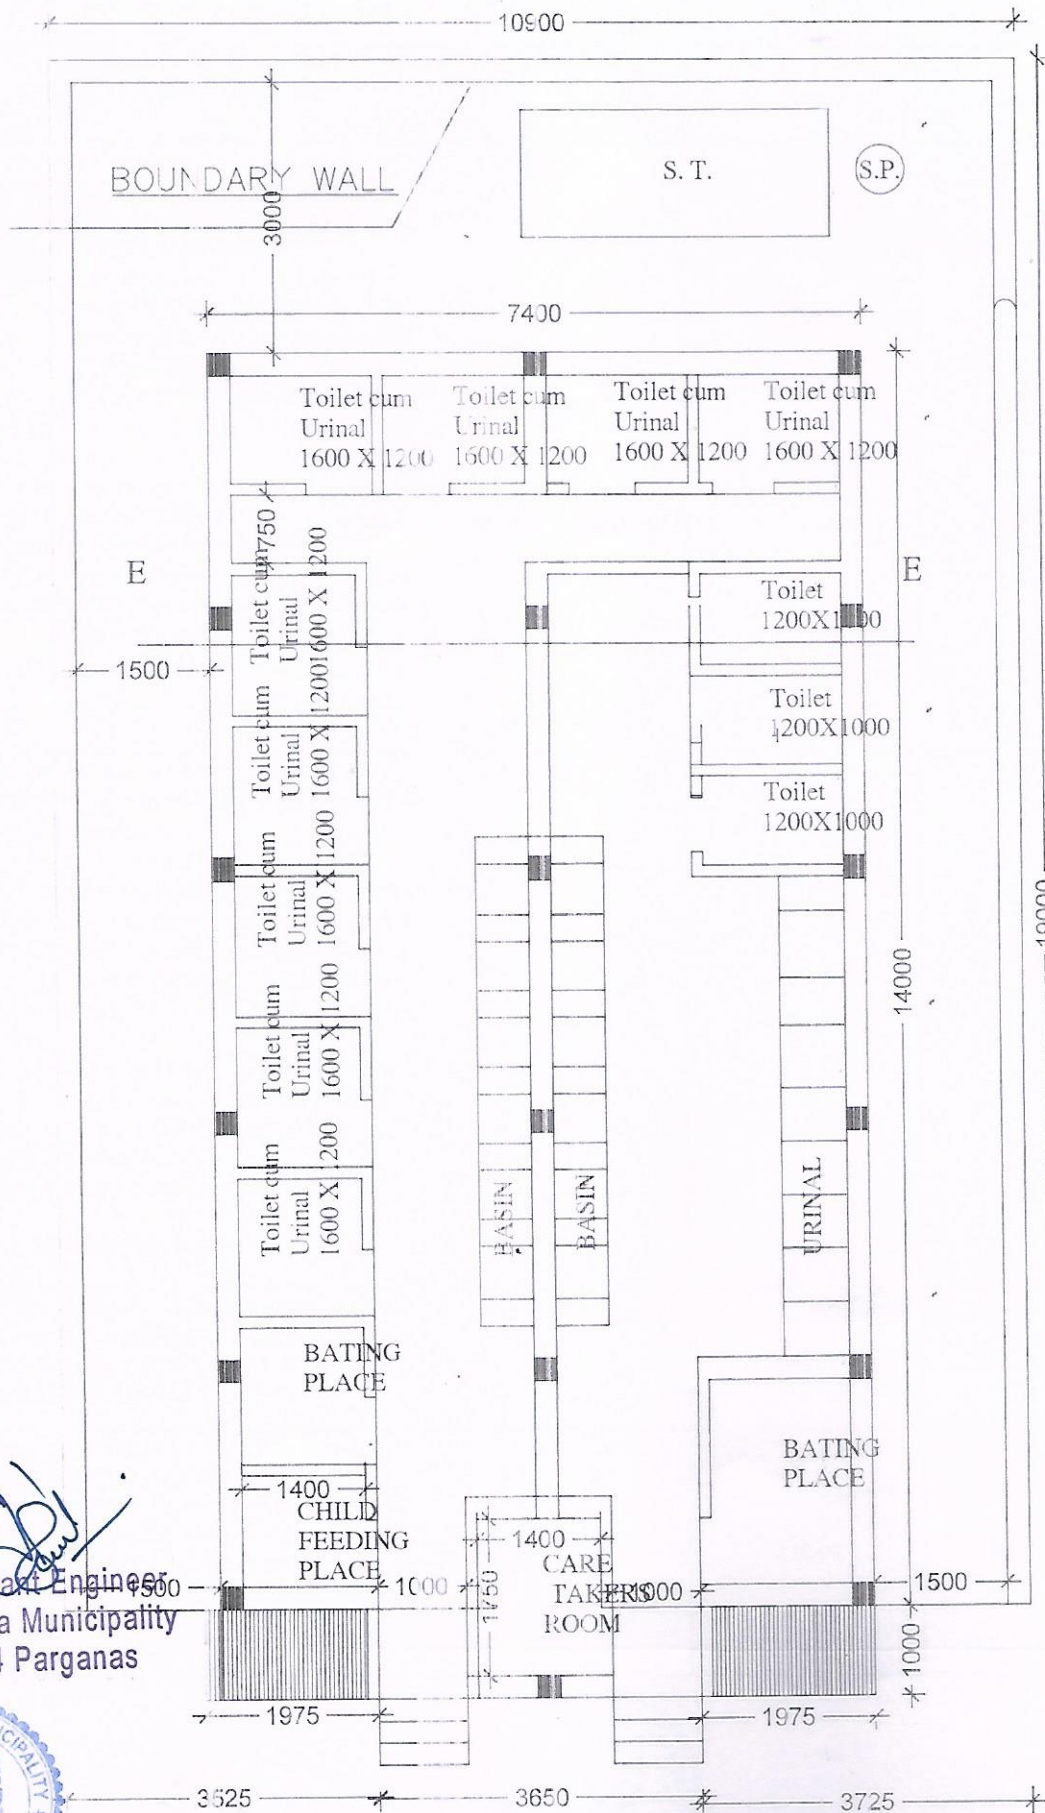 10900
BOUNDARY WALL
3000
S. T.
S.P.
7400
Toilet cum
Urinal
1600 X 1200
Toilet cum
Urinal
1600 X 1200
Toilet cum
Urinal
1600 X 1200
Toilet cum
Urinal
1600 X 1200
750
E
E
Toilet cum
Urinal
1600 X 1200
Toilet
1500
Toilet cum
Urinal
1600 X 1200
Toilet
1200X1000
Toilet
1200X1000
Toilet cum
Urinal
1600 X 1200
14000
Toilet cum
Urinal
1600 X 1200
Toilet cum
Urinal
1600 X 1200
BASIN
BASIN
URINAL
BATING
PLACE
BATING
PLACE
1400
CHILD
FEEDING
PLACE
1400
CARE
TAKERS
ROOM
1500
1000
1000
1500
1000
Engineer
Municipality
Parganas
1975
1975
3650
3725